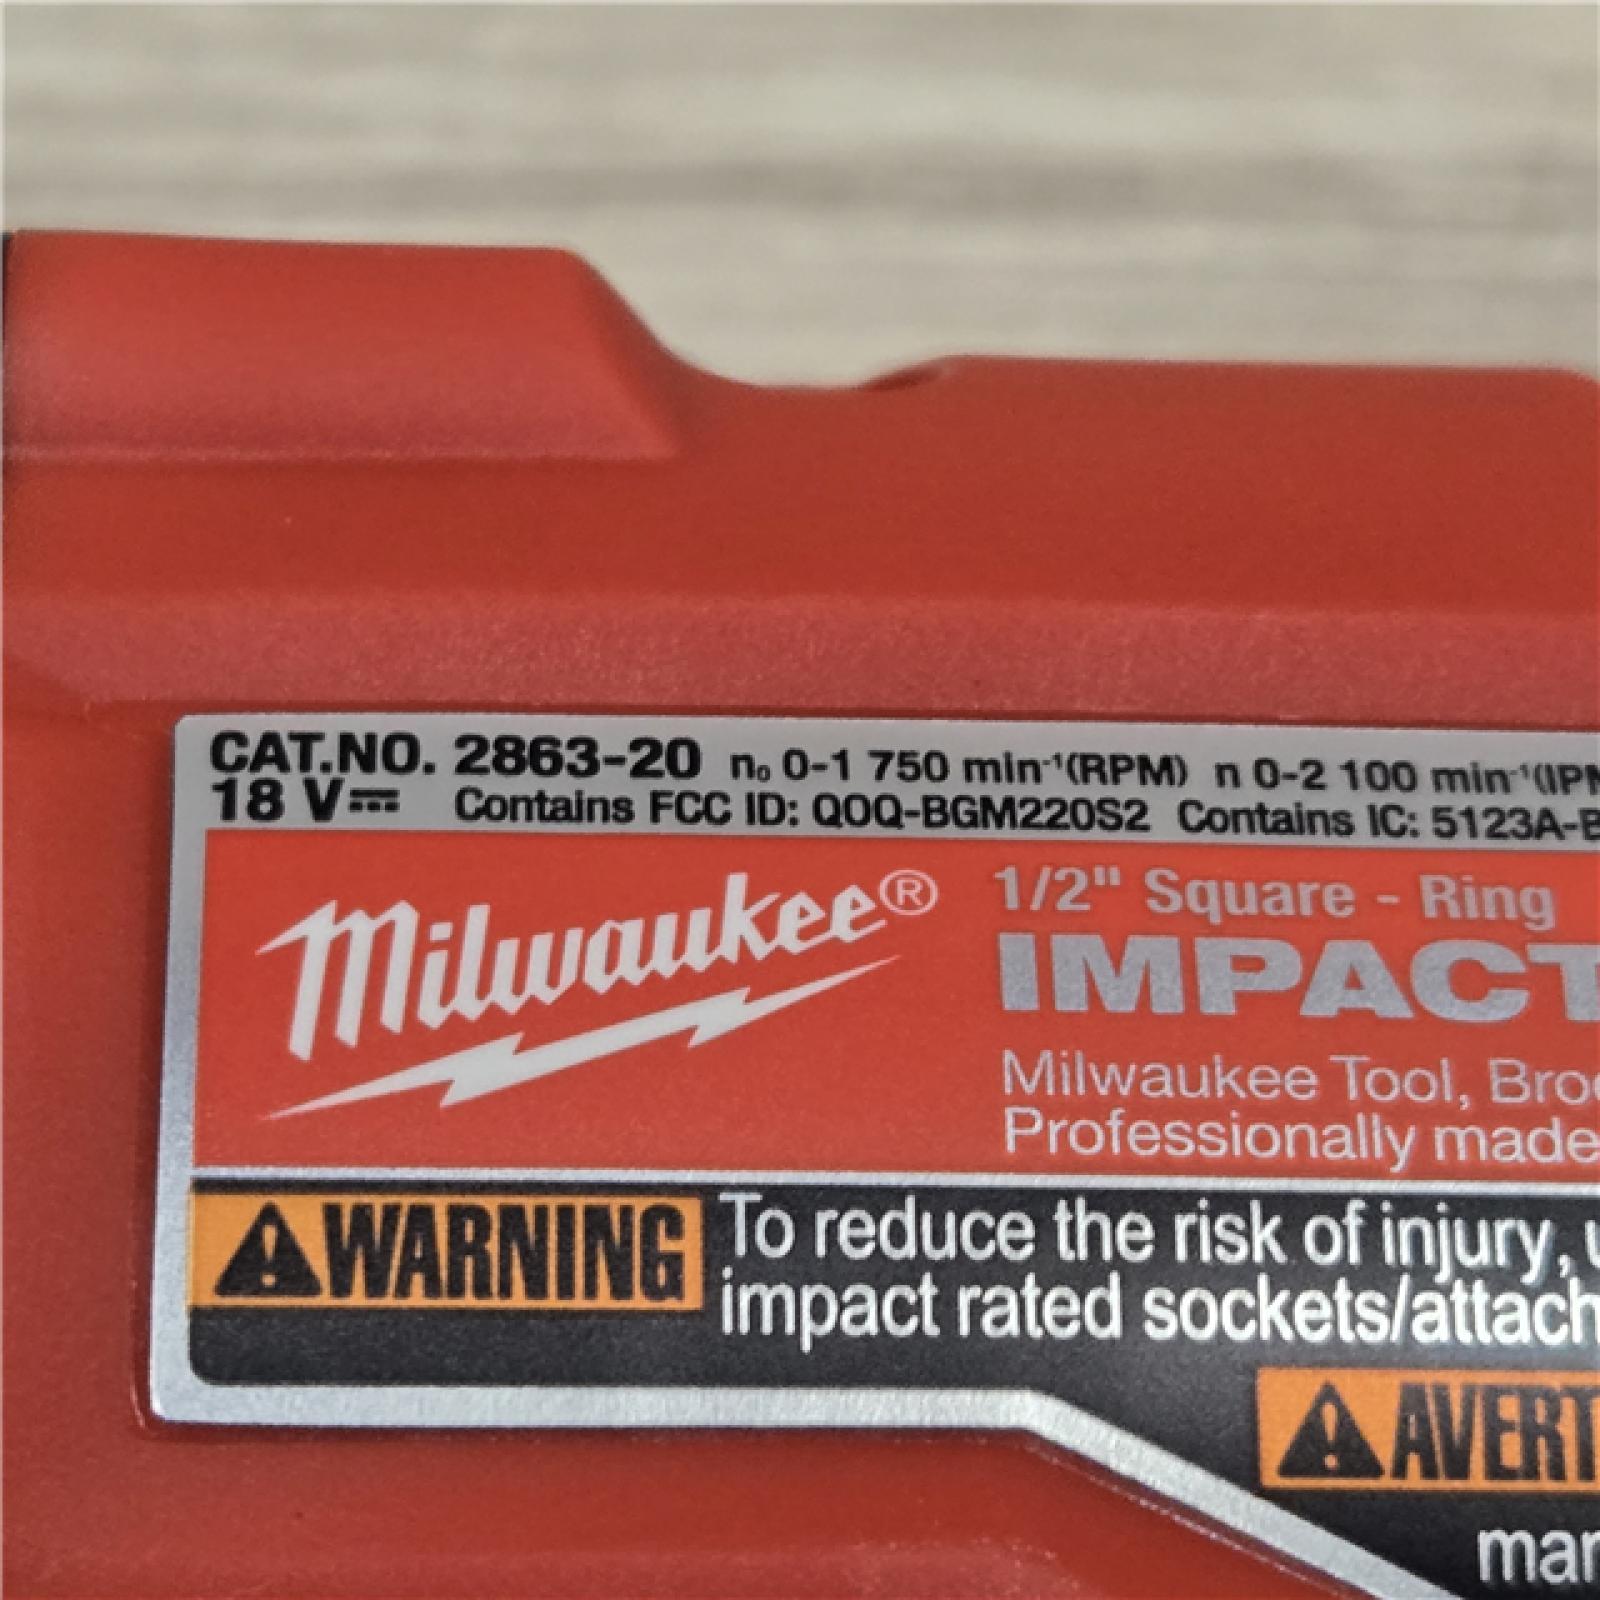 CAT.NO. 2863-20 n₀ 0-1 750 min⁻¹(RPM) n 0-2 100 min⁻¹(IPM
18 V⎓ Contains FCC ID: QOQ-BGM220S2 Contains IC: 5123A-B
Milwaukee®
1/2" Square - Ring
IMPACT
Milwaukee Tool, Broo
Professionally made
WARNING To reduce the risk of injury, u
impact rated sockets/attach
AVERT
man